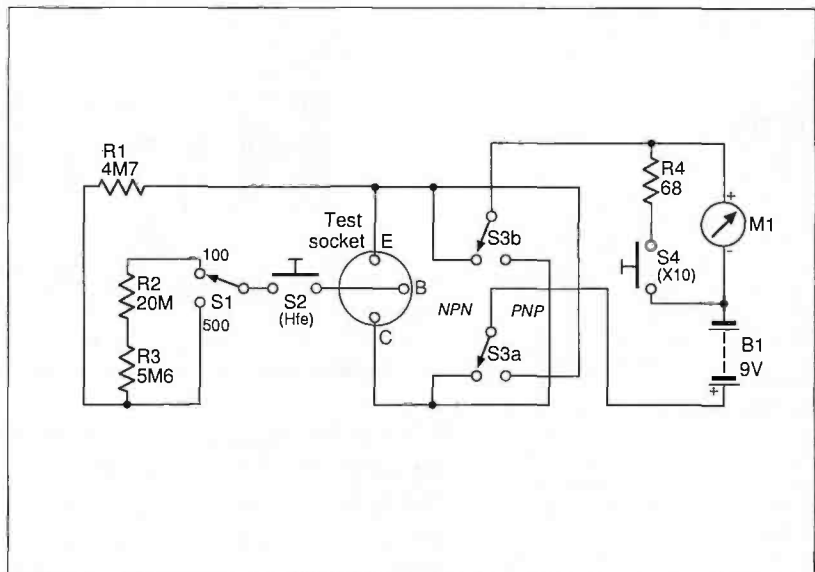 R1
4M7
R4
68
+
M1
-
Test
socket
E
S3b
100
S4
(X10)
R2
20M
S1
S2
(Hfe)
B
NPN
PNP
500
C
S3a
R3
5M6
B1
9V
+